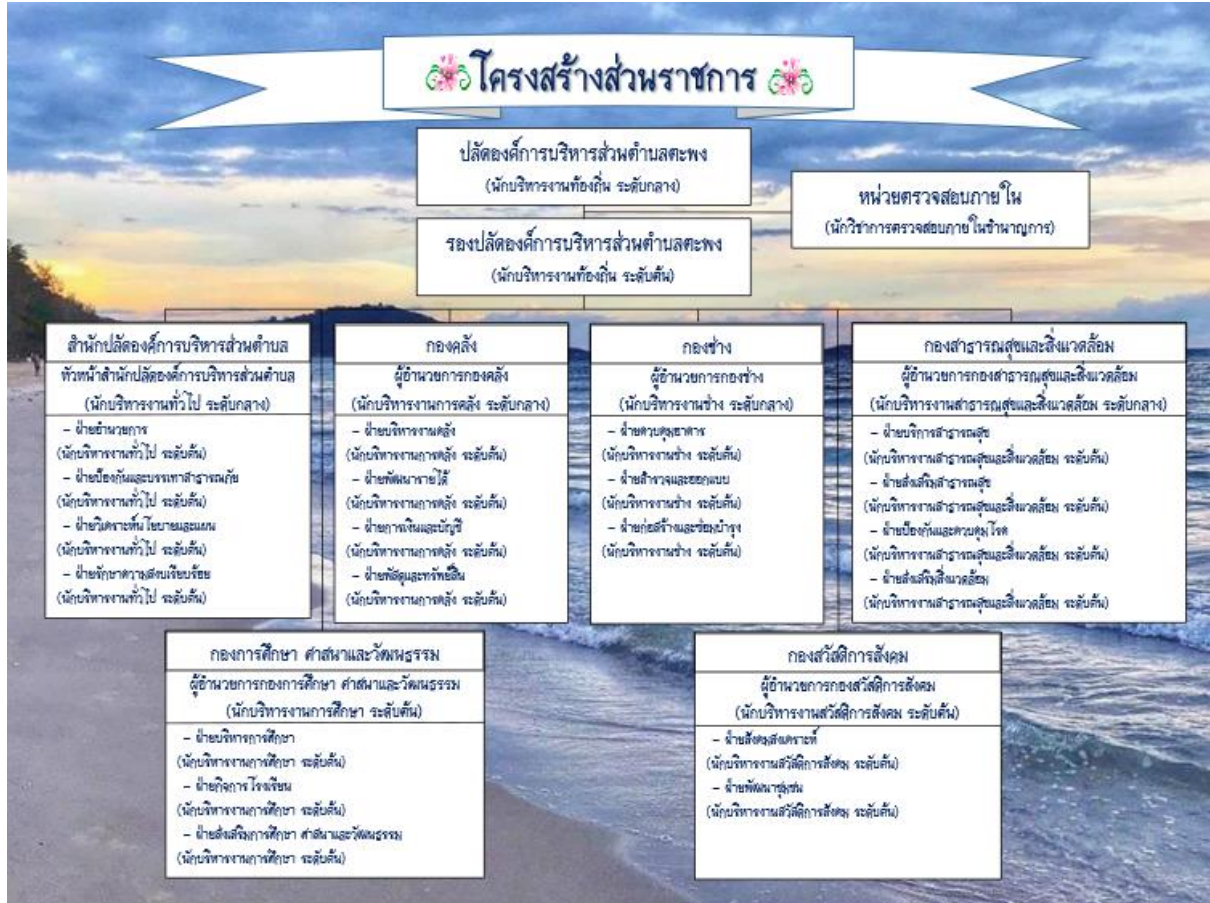 โครงสร้างส่วนราชการ
ปลัดองค์การบริหารส่วนตำบลตะพง
(นักบริหารงานท้องถิ่น ระดับกลาง)
หน่วยตรวจสอบภายใน
(นักวิชาการตรวจสอบภายในชำนาญการ)
รองปลัดองค์การบริหารส่วนตำบลตะพง
(นักบริหารงานท้องถิ่น ระดับต้น)
สำนักปลัดองค์การบริหารส่วนตำบล
หัวหน้าสำนักปลัดองค์การบริหารส่วนตำบล
(นักบริหารงานทั่วไป ระดับกลาง)
- ฝ่ายอำนวยการ
(นักบริหารงานทั่วไป ระดับต้น)
- ฝ่ายป้องกันและบรรเทาสาธารณภัย
(นักบริหารงานทั่วไป ระดับต้น)
- ฝ่ายวิเคราะห์นโยบายและแผน
(นักบริหารงานทั่วไป ระดับต้น)
- ฝ่ายรักษาความสงบเรียบร้อย
(นักบริหารงานทั่วไป ระดับต้น)
กองคลัง
ผู้อำนวยการกองคลัง
(นักบริหารงานการคลัง ระดับกลาง)
- ฝ่ายบริหารงานคลัง
(นักบริหารงานการคลัง ระดับต้น)
- ฝ่ายพัฒนารายได้
(นักบริหารงานการคลัง ระดับต้น)
- ฝ่ายการเงินและบัญชี
(นักบริหารงานการคลัง ระดับต้น)
- ฝ่ายพัสดุและทรัพย์สิน
(นักบริหารงานการคลัง ระดับต้น)
กองช่าง
ผู้อำนวยการกองช่าง
(นักบริหารงานช่าง ระดับกลาง)
- ฝ่ายควบคุมอาคาร
(นักบริหารงานช่าง ระดับต้น)
- ฝ่ายสำรวจและออกแบบ
(นักบริหารงานช่าง ระดับต้น)
- ฝ่ายก่อสร้างและซ่อมบำรุง
(นักบริหารงานช่าง ระดับต้น)
กองสาธารณสุขและสิ่งแวดล้อม
ผู้อำนวยการกองสาธารณสุขและสิ่งแวดล้อม
(นักบริหารงานสาธารณสุขและสิ่งแวดล้อม ระดับกลาง)
- ฝ่ายบริการสาธารณสุข
(นักบริหารงานสาธารณสุขและสิ่งแวดล้อม ระดับต้น)
- ฝ่ายส่งเสริมสาธารณสุข
(นักบริหารงานสาธารณสุขและสิ่งแวดล้อม ระดับต้น)
- ฝ่ายป้องกันและควบคุมโรค
(นักบริหารงานสาธารณสุขและสิ่งแวดล้อม ระดับต้น)
- ฝ่ายส่งเสริมสิ่งแวดล้อม
(นักบริหารงานสาธารณสุขและสิ่งแวดล้อม ระดับต้น)
กองการศึกษา ศาสนาและวัฒนธรรม
ผู้อำนวยการกองการศึกษา ศาสนาและวัฒนธรรม
(นักบริหารงานการศึกษา ระดับต้น)
- ฝ่ายบริหารการศึกษา
(นักบริหารงานการศึกษา ระดับต้น)
- ฝ่ายกิจการโรงเรียน
(นักบริหารงานการศึกษา ระดับต้น)
- ฝ่ายส่งเสริมการศึกษา ศาสนาและวัฒนธรรม
(นักบริหารงานการศึกษา ระดับต้น)
กองสวัสดิการสังคม
ผู้อำนวยการกองสวัสดิการสังคม
(นักบริหารงานสวัสดิการสังคม ระดับต้น)
- ฝ่ายสังคมสงเคราะห์
(นักบริหารงานสวัสดิการสังคม ระดับต้น)
- ฝ่ายพัฒนาชุมชน
(นักบริหารงานสวัสดิการสังคม ระดับต้น)